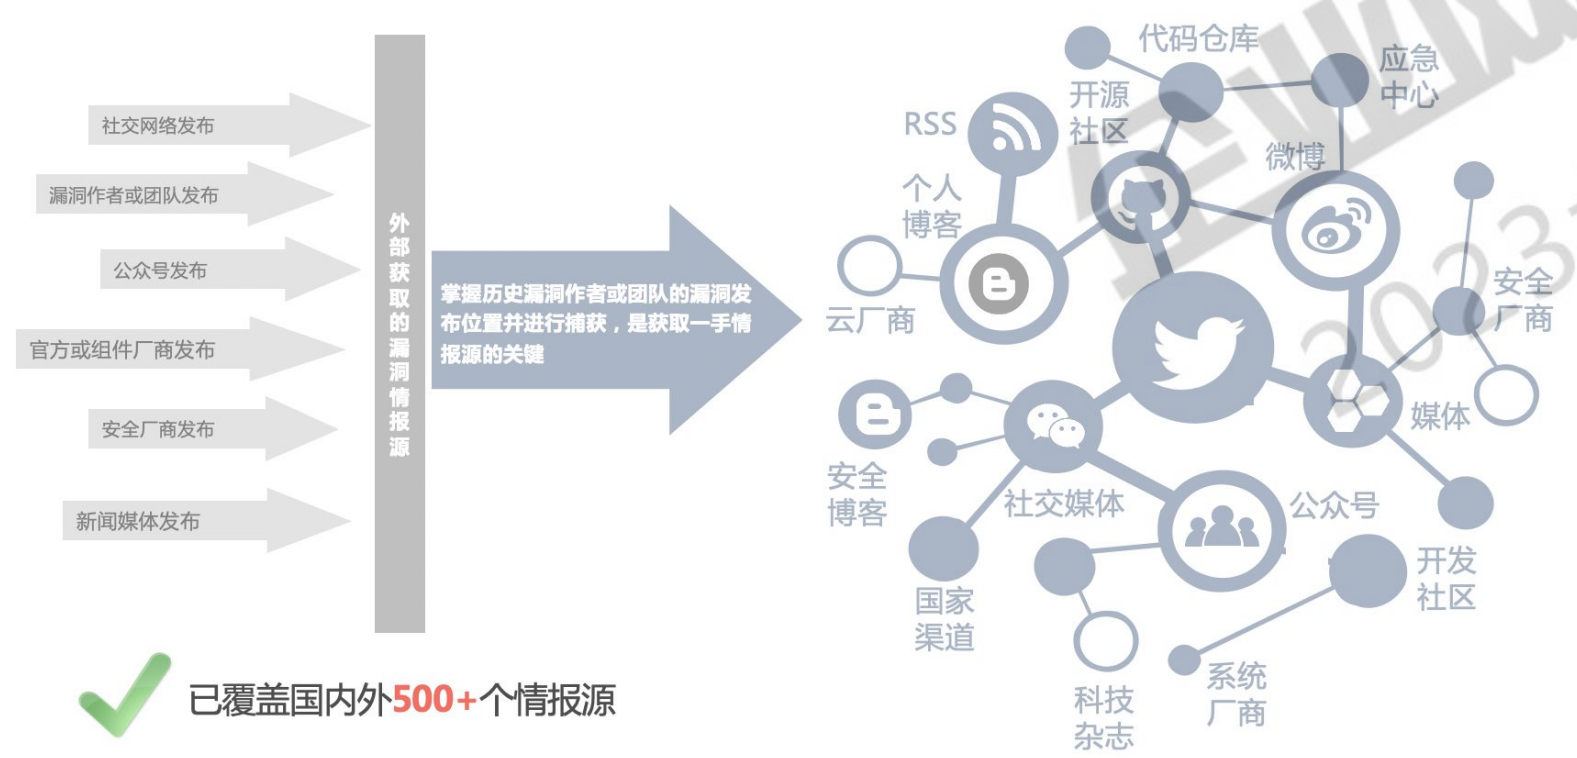 社交网络发布
漏洞作者或团队发布
公众号发布
官方或组件厂商发布
安全厂商发布
新闻媒体发布
外
部
获
取
的
漏
洞
情
报
源
掌握历史漏洞作者或团队的漏洞发
布位置并进行捕获，是获取一手情
报源的关键
已覆盖国内外500+个情报源
代码仓库
应急
中心
开源
社区
RSS
微博
个人
博客
云厂商
安全
厂商
媒体
安全
博客
社交媒体
公众号
国家
渠道
开发
社区
科技
杂志
系统
厂商
企业
2023